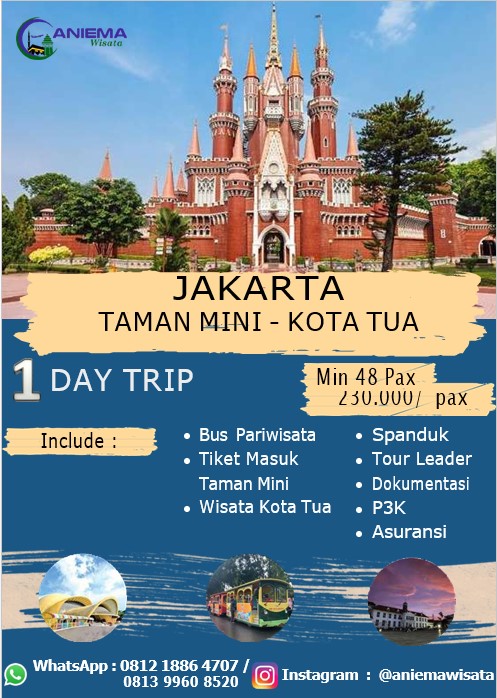 ANIEMA
Wisata
JAKARTA
TAMAN MINI - KOTA TUA
1 DAY TRIP
Min 48 Pax
230.000/ pax
Include :
• Bus Pariwisata
• Tiket Masuk
Taman Mini
• Wisata Kota Tua
• Spanduk
• Tour Leader
• Dokumentasi
• P3K
• Asuransi
WhatsApp : 0812 1886 4707 /
0813 9960 8520
Instagram : @aniemawisata